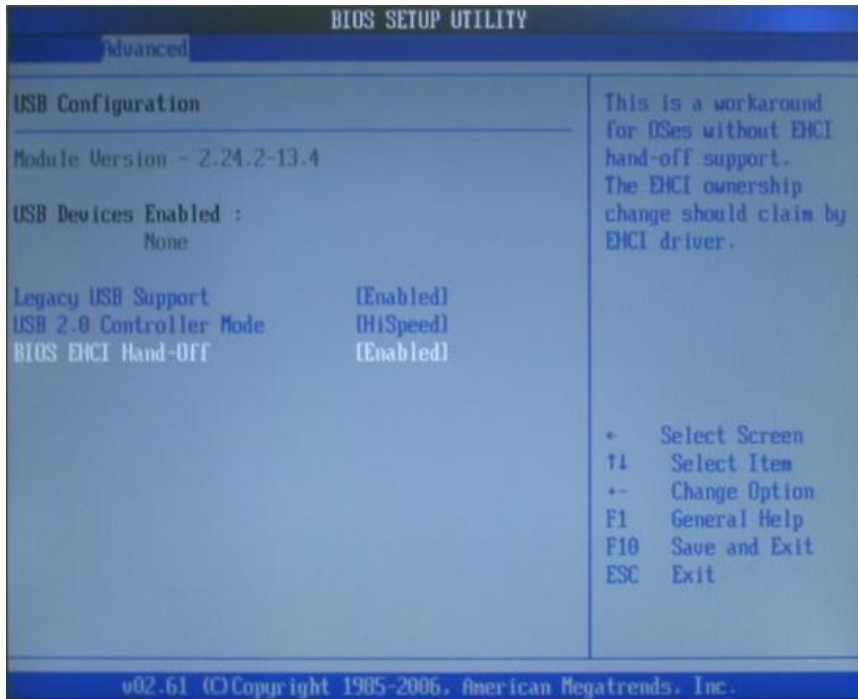 BIOS SETUP UTILITY
Advanced
USB Configuration
Module Version - 2.24.2-13.4
USB Devices Enabled :
None
Legacy USB Support [Enabled]
USB 2.0 Controller Mode [HiSpeed]
BIOS EHCI Hand-Off [Enabled]
This is a workaround
for OSes without EHCI
hand-off support.
The EHCI ownership
change should claim by
EHCI driver.
← Select Screen
↑↓ Select Item
+- Change Option
F1 General Help
F10 Save and Exit
ESC Exit
v02.61 (C)Copyright 1985-2006, American Megatrends, Inc.